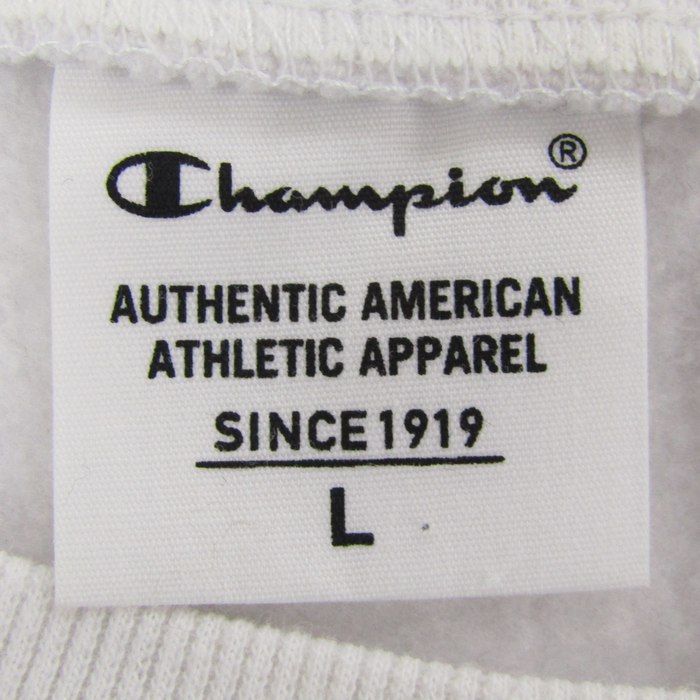 Champion®
AUTHENTIC AMERICAN
ATHLETIC APPAREL
SINCE 1919
L